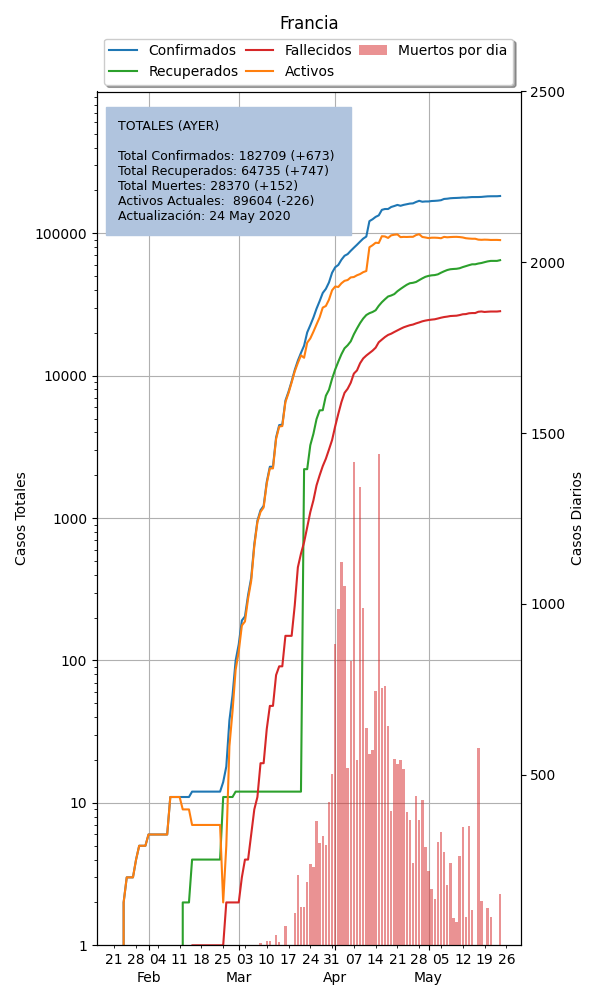 Francia
Confirmados
Recuperados
Fallecidos
Activos
Muertos por dia
TOTALES (AYER)
Total Confirmados: 182709 (+673)
Total Recuperados: 64735 (+747)
Total Muertes: 28370 (+152)
Activos Actuales:  89604 (-226)
Actualización: 24 May 2020
Casos Totales
100000
10000
1000
100
10
1
2500
2000
1500
1000
500
Casos Diarios
21 28 04 11 18 25 03 10 17 24 31 07 14 21 28 05 12 19 26
Feb Mar Apr May